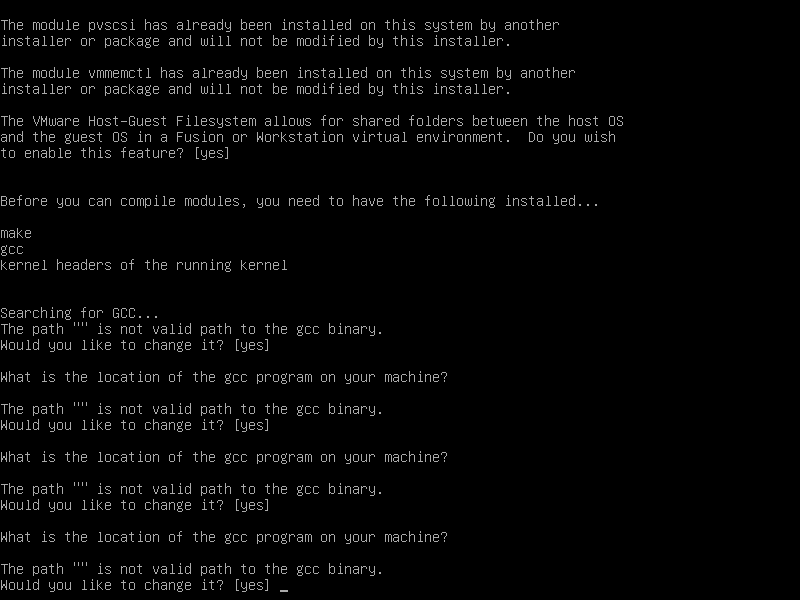 The module pvscsi has already been installed on this system by another
installer or package and will not be modified by this installer.
The module vmmemctl has already been installed on this system by another
installer or package and will not be modified by this installer.
The VMware Host-Guest Filesystem allows for shared folders between the host OS
and the guest OS in a Fusion or Workstation virtual environment.  Do you wish
to enable this feature? [yes]
Before you can compile modules, you need to have the following installed...
make
gcc
kernel headers of the running kernel
Searching for GCC...
The path "" is not valid path to the gcc binary.
Would you like to change it? [yes]
What is the location of the gcc program on your machine?
The path "" is not valid path to the gcc binary.
Would you like to change it? [yes]
What is the location of the gcc program on your machine?
The path "" is not valid path to the gcc binary.
Would you like to change it? [yes]
What is the location of the gcc program on your machine?
The path "" is not valid path to the gcc binary.
Would you like to change it? [yes] _